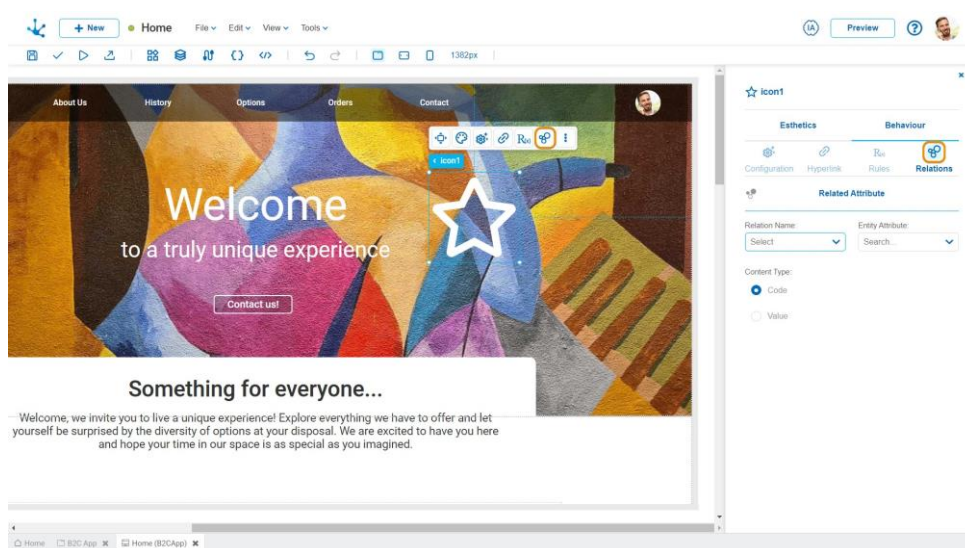 + New
Home
File
Edit
View
Tools
IA
Preview
?
</>
1382px
About Us
History
Options
Orders
Contact
icon1
Welcome
to a truly unique experience
Contact us!
Something for everyone...
Welcome, we invite you to live a unique experience! Explore everything we have to offer and let
yourself be surprised by the diversity of options at your disposal. We are excited to have you here
and hope your time in our space is as special as you imagined.
icon1
Esthetics
Behaviour
Configuration
Hyperlink
Rules
Relations
Related Attribute
Relation Name:
Entity Attribute:
Select
Search...
Content Type:
Code
Value
Home
B2C App
Home (B2CApp)